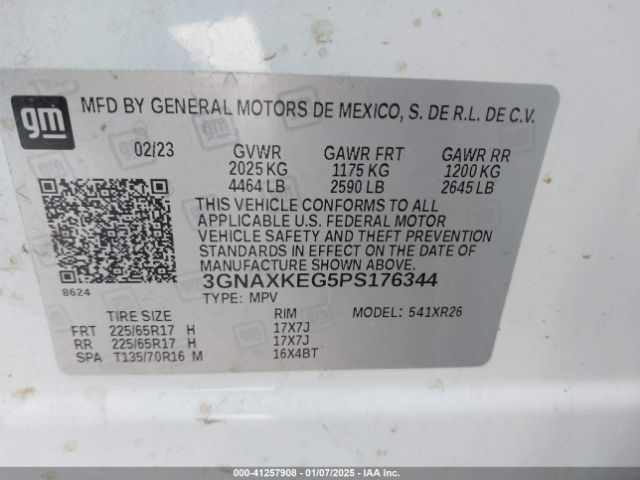 gm
MFD BY GENERAL MOTORS DE MEXICO, S. DE R.L. DE C.V.
02/23 GVWR GAWR FRT GAWR RR
2025 KG 1175 KG 1200 KG
4464 LB 2590 LB 2645 LB
THIS VEHICLE CONFORMS TO ALL
APPLICABLE U.S. FEDERAL MOTOR
VEHICLE SAFETY AND THEFT PREVENTION
STANDARDS IN EFFECT ON THE DATE OF
MANUFACTURE SHOWN ABOVE.
8624 3GNAXKEG5PS176344
TYPE: MPV MODEL: 541XR26
TIRE SIZE RIM
FRT 225/65R17 H 17X7J
RR 225/65R17 H 17X7J
SPA T135/70R16 M 16X4BT
000-41257908 - 01/07/2025 - IAA Inc.